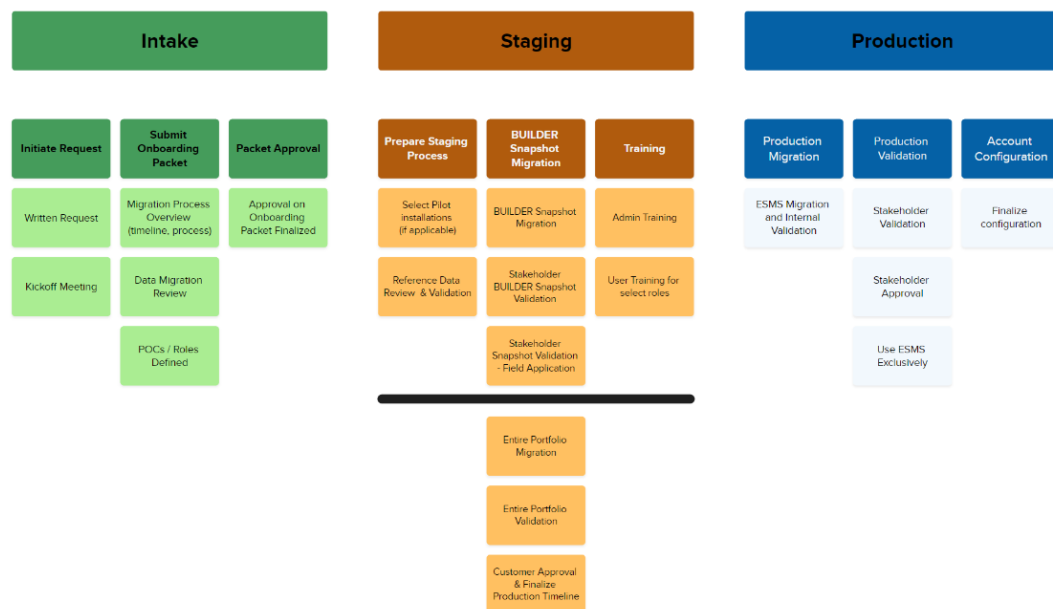 Intake
Staging
Production
Initiate Request
Submit
Onboarding
Packet
Packet Approval
Written Request
Migration Process
Overview
(timeline, process)
Approval on
Onboarding
Packet Finalized
Kickoff Meeting
Data Migration
Review
POCs / Roles
Defined
Prepare Staging
Process
BUILDER
Snapshot
Migration
Training
Select Pilot
installations
(if applicable)
BUILDER Snapshot
Migration
Admin Training
Reference Data
Review & Validation
Stakeholder
BUILDER Snapshot
Validation
User Training for
select roles
Stakeholder
Snapshot Validation
- Field Application
Entire Portfolio
Migration
Entire Portfolio
Validation
Customer Approval
& Finalize
Production Timeline
Production
Migration
Production
Validation
Account
Configuration
ESMS Migration
and Internal
Validation
Stakeholder
Validation
Finalize
configuration
Stakeholder
Approval
Use ESMS
Exclusively